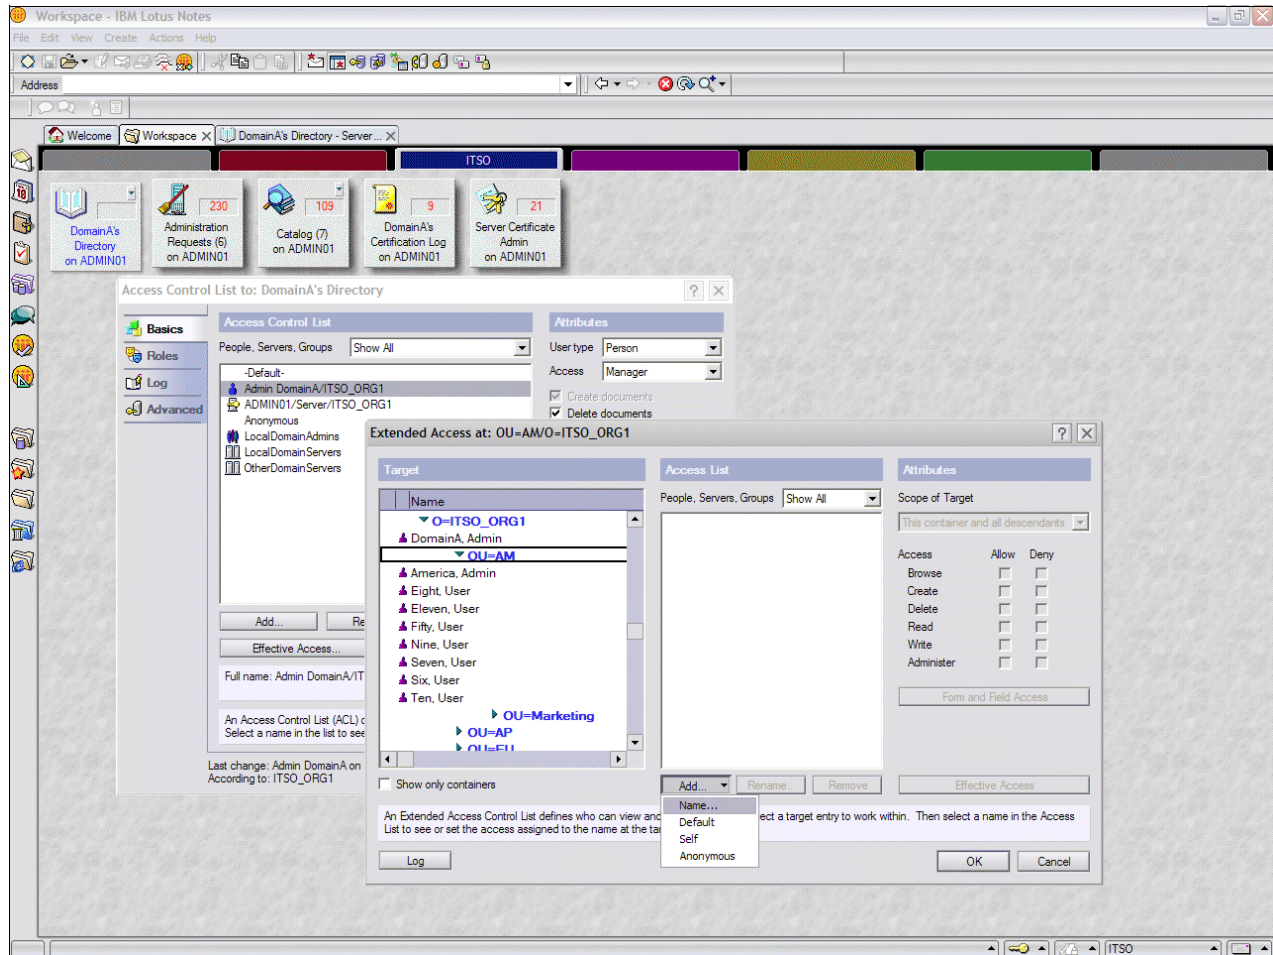 Workspace - IBM Lotus Notes
File Edit View Create Actions Help
Address
Welcome Workspace DomainA's Directory - Server...
ITSO
DomainA's Directory on ADMIN01
230
Administration Requests (6) on ADMIN01
109
Catalog (7) on ADMIN01
9
DomainA's Certification Log on ADMIN01
21
Server Certificate Admin on ADMIN01
Access Control List to: DomainA's Directory
Basics
Roles
Log
Advanced
Access Control List
People, Servers, Groups Show All
-Default-
Admin DomainA/ITSO_ORG1
ADMIN01/Server/ITSO_ORG1
Anonymous
LocalDomainAdmins
LocalDomainServers
OtherDomainServers
Attributes
User type Person
Access Manager
Create documents
Delete documents
Add... Re
Effective Access...
Full name: Admin DomainA/IT
An Access Control List (ACL)
Select a name in the list to see
Last change: Admin DomainA on
According to: ITSO_ORG1
Extended Access at: OU=AM/O=ITSO_ORG1
Target
Name
O=ITSO_ORG1
DomainA, Admin
OU=AM
America, Admin
Eight, User
Eleven, User
Fifty, User
Nine, User
Seven, User
Six, User
Ten, User
OU=Marketing
OU=AP
OU=EU
Show only containers
Access List
People, Servers, Groups Show All
Add... Rename... Remove
Name...
Default
Self
Anonymous
Attributes
Scope of Target
This container and all descendants
Access Allow Deny
Browse
Create
Delete
Read
Write
Administer
Form and Field Access
Effective Access
An Extended Access Control List defines who can view and ect a target entry to work within. Then select a name in the Access
List to see or set the access assigned to the name at the ta
Log OK Cancel
ITSO